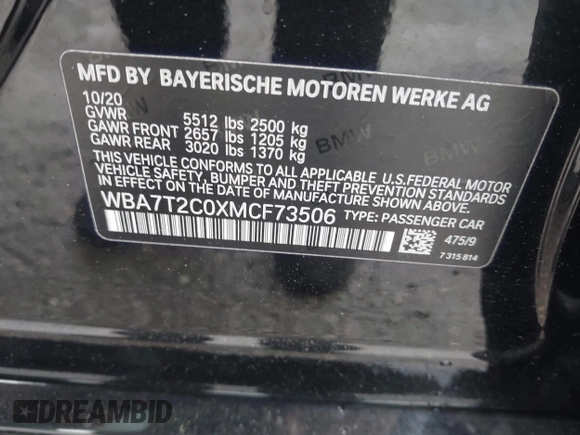 MFD BY BAYERISCHE MOTOREN WERKE AG
10/20
GVWR 5512 lbs 2500 kg
GAWR FRONT 2657 lbs 1205 kg
GAWR REAR 3020 lbs 1370 kg
THIS VEHICLE CONFORMS TO ALL APPLICABLE U.S.FEDERAL MOTOR
VEHICLE SAFETY, BUMPER AND THEFT PREVENTION STANDARDS
IN EFFECT ON THE DATE OF MANUFACTURE SHOWN ABOVE.
WBA7T2C0XMCF73506 TYPE: PASSENGER CAR
475/9
7 315 814
BMW
DREAMBID